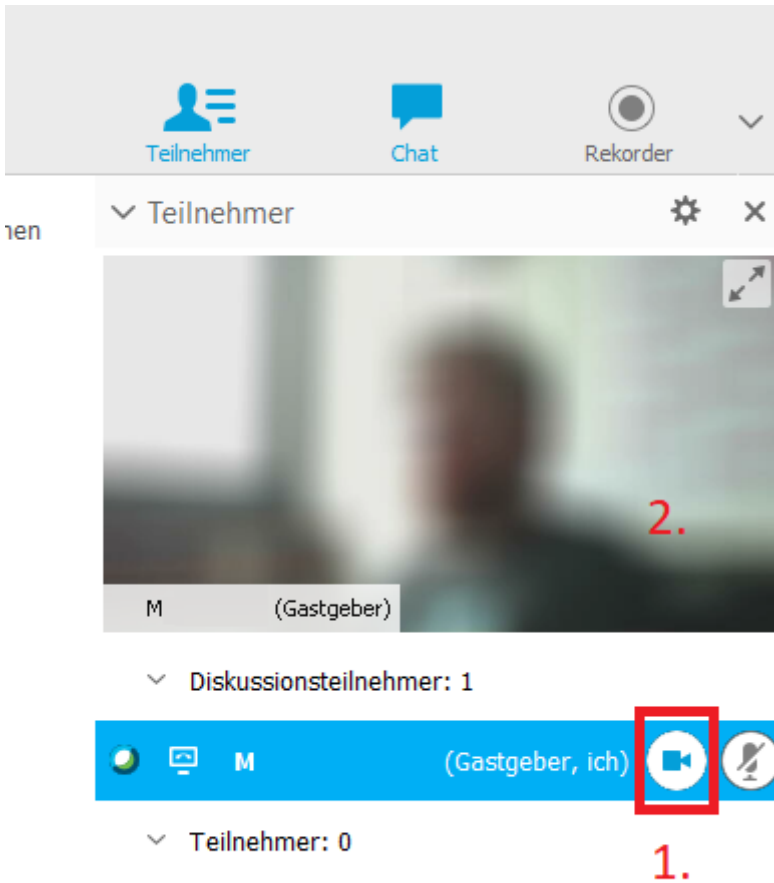 Teilnehmer Chat Rekorder
Teilnehmer
nen
2.
M (Gastgeber)
Diskussionsteilnehmer: 1
M (Gastgeber, ich)
Teilnehmer: 0
1.